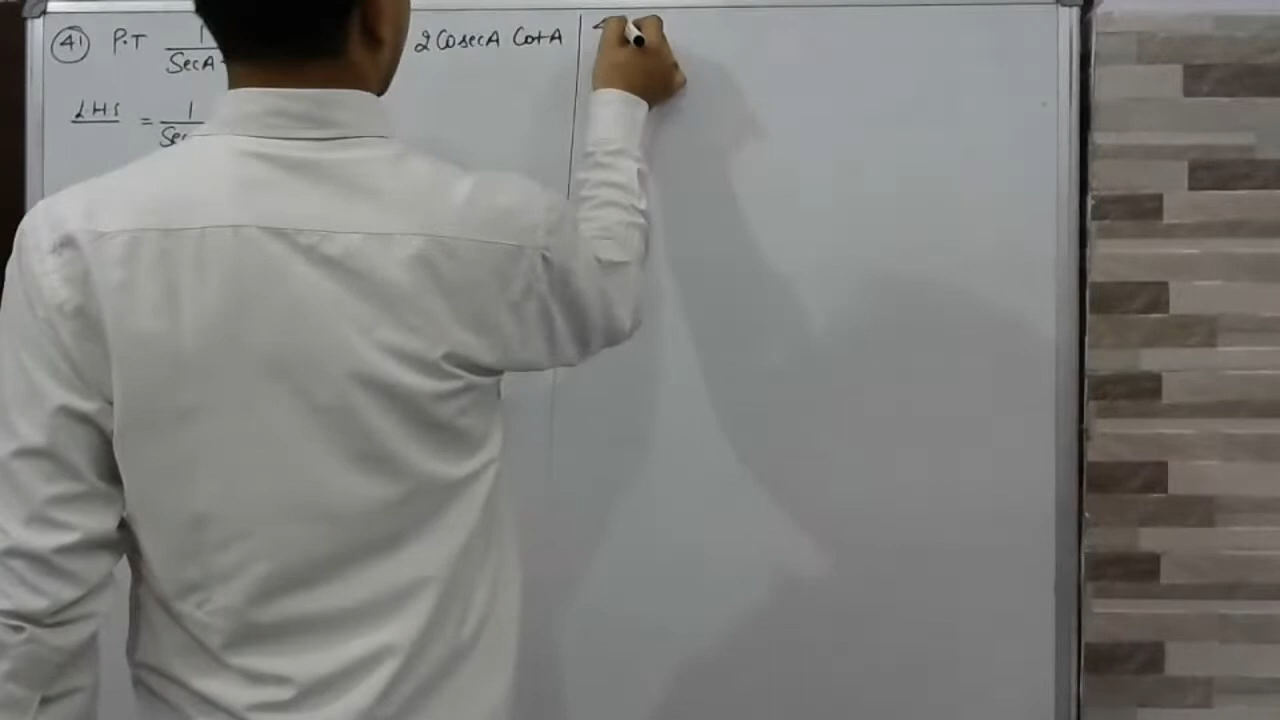 41 P.T 1 / SecA 2 CosecA CotA
LHS = 1 / Sec